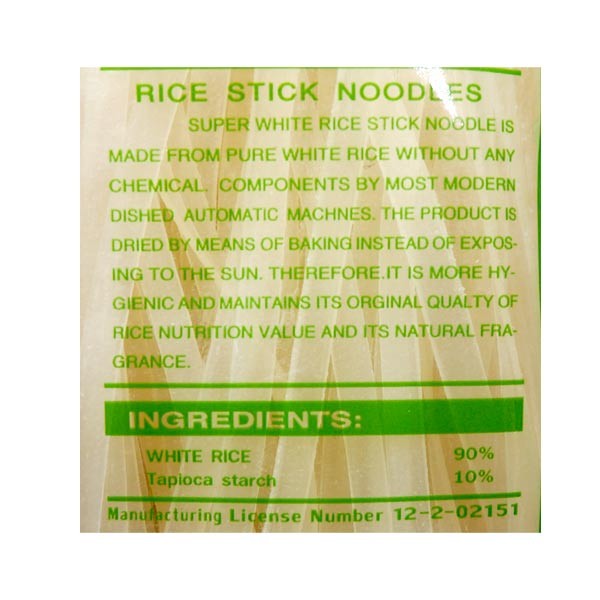 RICE STICK NOODLES
SUPER WHITE RICE STICK NOODLE IS
MADE FROM PURE WHITE RICE WITHOUT ANY
CHEMICAL. COMPONENTS BY MOST MODERN
DISHED AUTOMATIC MACHNES. THE PRODUCT IS
DRIED BY MEANS OF BAKING INSTEAD OF EXPOS-
ING TO THE SUN. THEREFORE.IT IS MORE HY-
GIENIC AND MAINTAINS ITS ORGINAL QUALTY OF
RICE NUTRITION VALUE AND ITS NATURAL FRA-
GRANCE.
INGREDIENTS:
WHITE RICE 90%
Tapioca starch 10%
Manufacturing License Number 12-2-02151